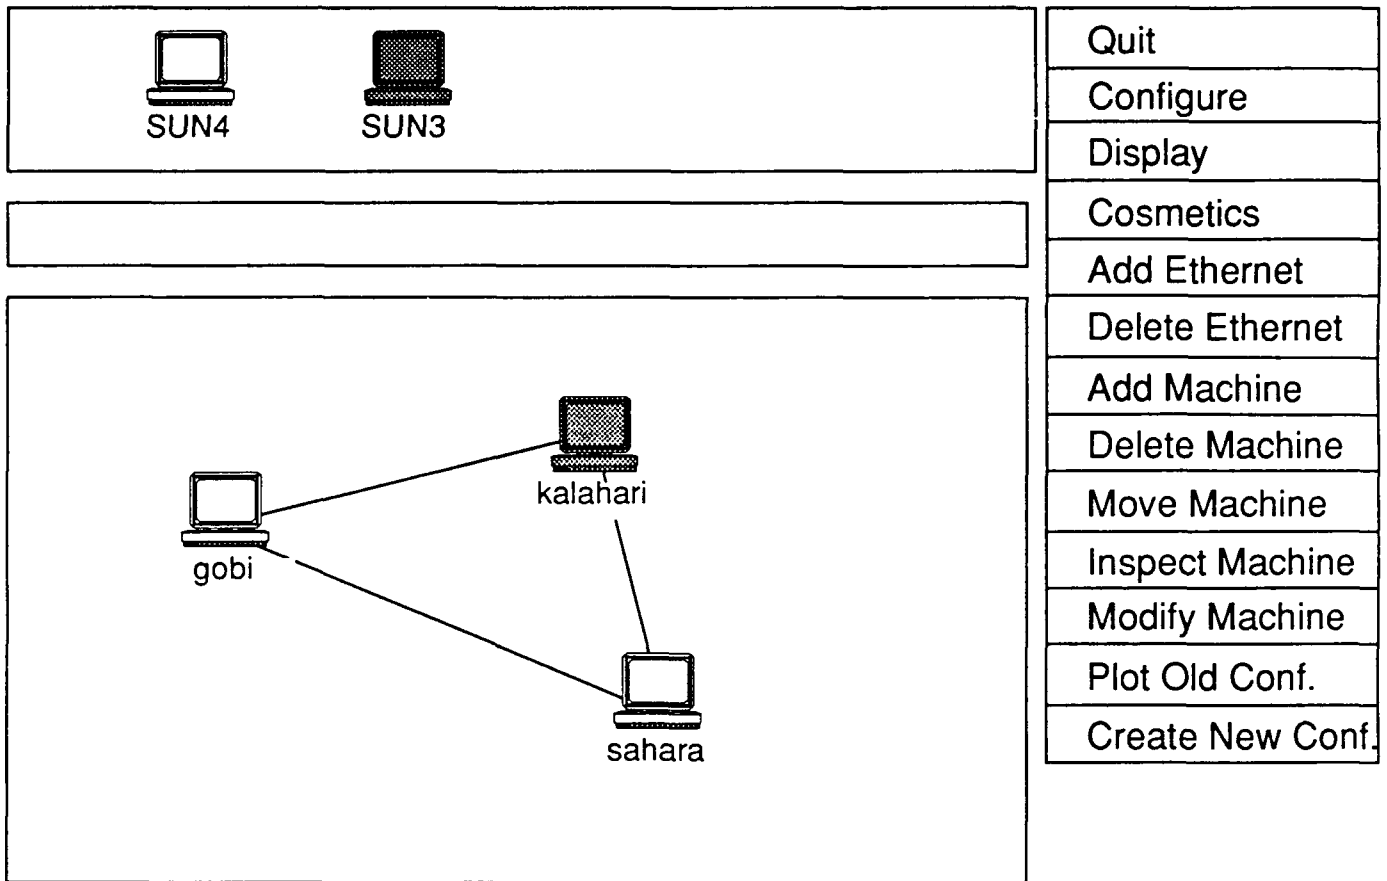 SUN4 SUN3
kalahari
gobi
sahara
Quit
Configure
Display
Cosmetics
Add Ethernet
Delete Ethernet
Add Machine
Delete Machine
Move Machine
Inspect Machine
Modify Machine
Plot Old Conf.
Create New Conf.